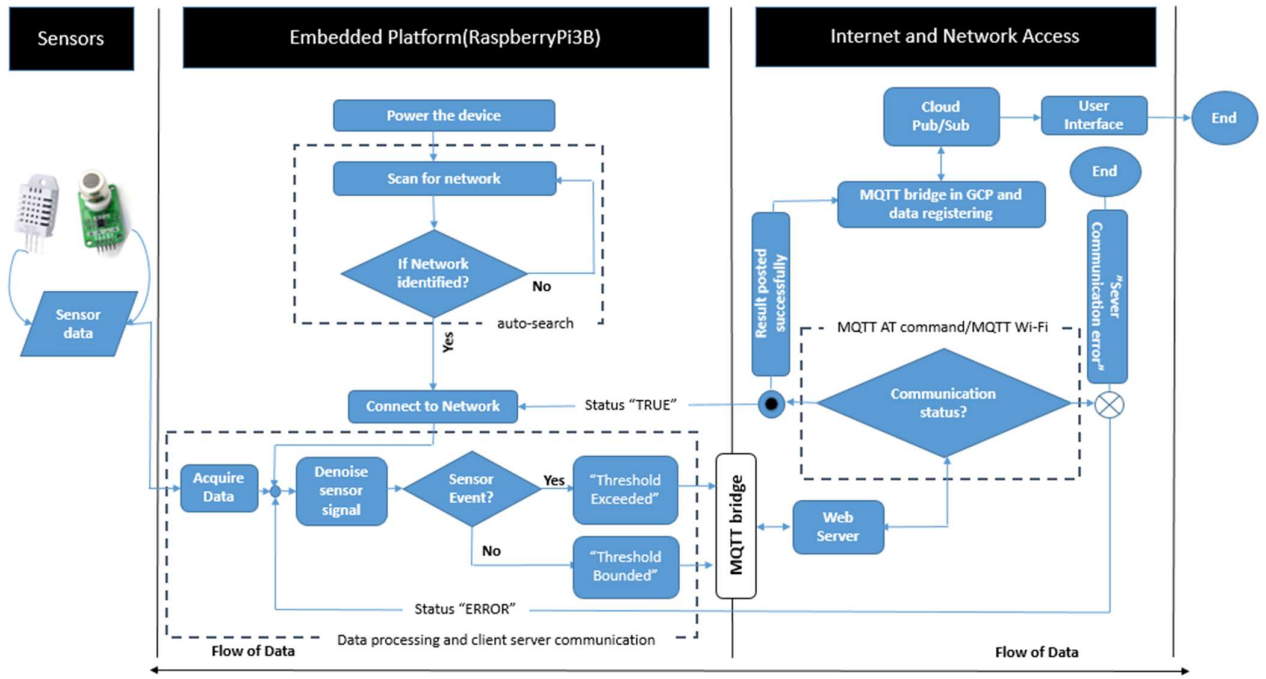 Sensors
Embedded Platform(RaspberryPi3B)
Internet and Network Access
Power the device
Scan for network
If Network
identified?
No
auto-search
Yes
Connect to Network
Sensor
data
Acquire
Data
Denoise
sensor
signal
Sensor
Event?
Yes
No
“Threshold
Exceeded”
“Threshold
Bounded”
Status “ERROR”
Data processing and client server communication
Status “TRUE”
MQTT bridge
Web
Server
MQTT AT command/MQTT Wi-Fi
Communication
status?
Result posted
successfully
"Sever
Communication error"
MQTT bridge in GCP and
data registering
Cloud
Pub/Sub
User
Interface
End
End
Flow of Data
Flow of Data